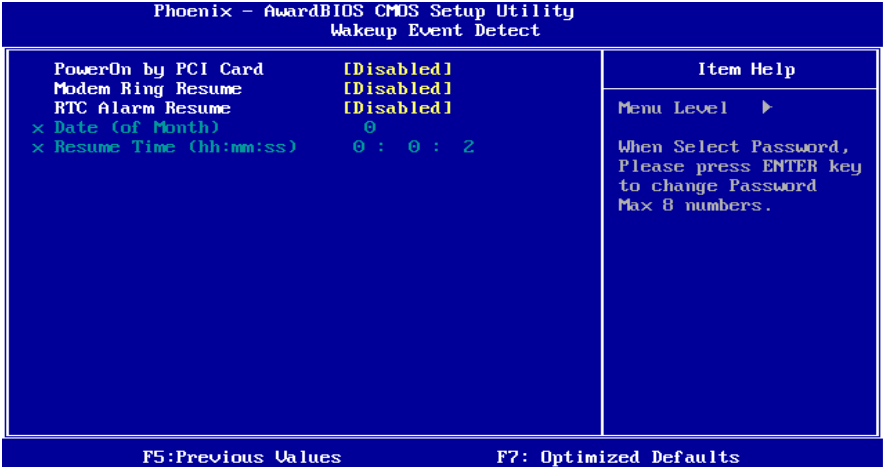 Phoenix - AwardBIOS CMOS Setup Utility
Wakeup Event Detect
PowerOn by PCI Card [Disabled]
Modem Ring Resume [Disabled]
RTC Alarm Resume [Disabled]
x Date (of Month) 0
x Resume Time (hh:mm:ss) 0 : 0 : 2
Item Help
Menu Level
When Select Password,
Please press ENTER key
to change Password
Max 8 numbers.
F5:Previous Values F7: Optimized Defaults